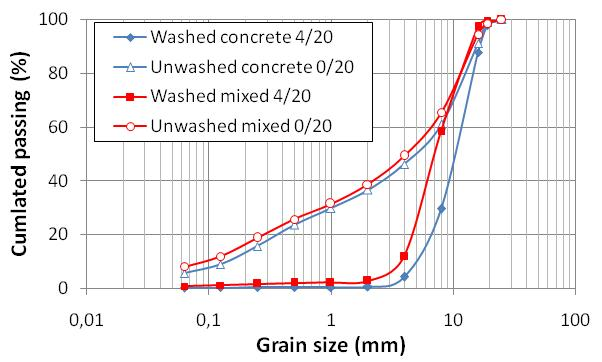 100
80
60
40
20
0
Cumlated passing (%)
Washed concrete 4/20
Unwashed concrete 0/20
Washed mixed 4/20
Unwashed mixed 0/20
0,01 0,1 1 10 100
Grain size (mm)